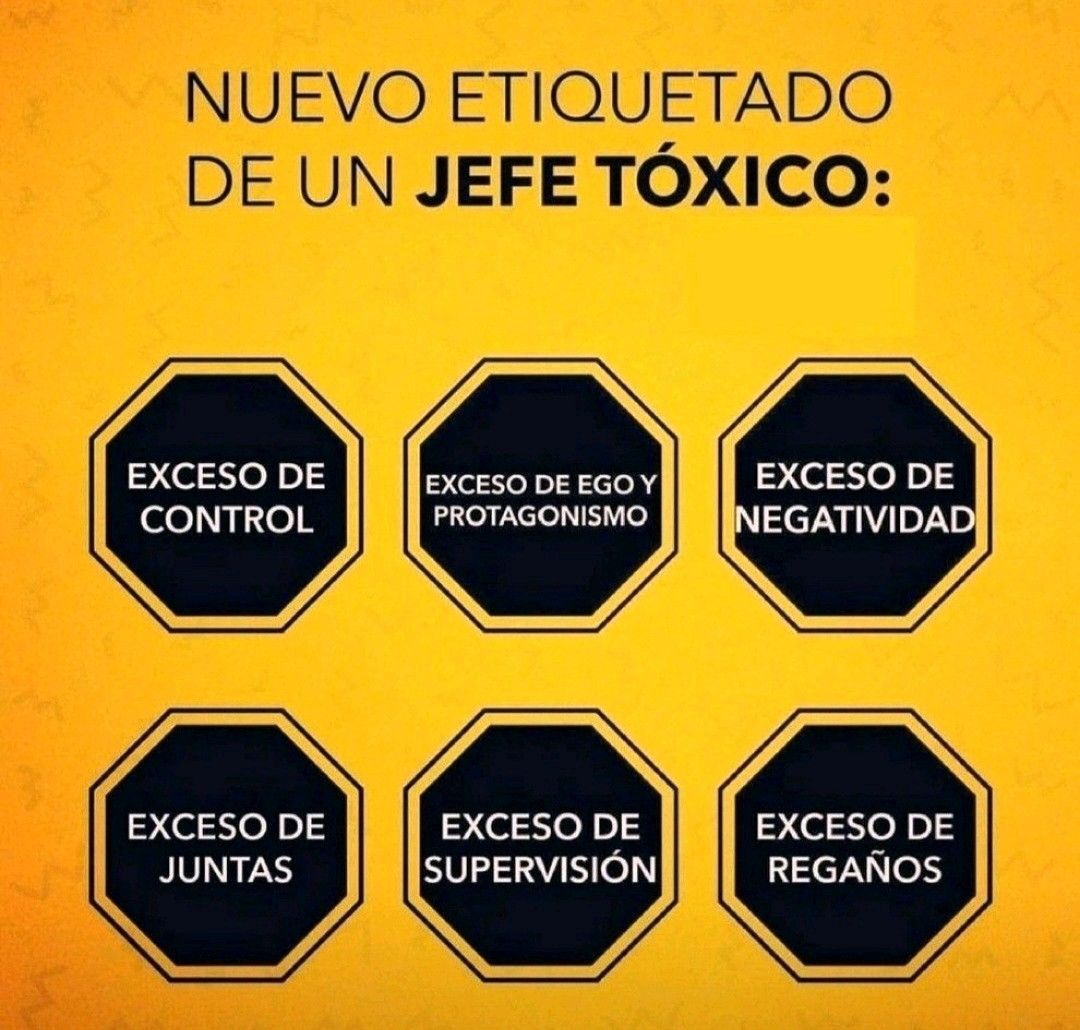 NUEVO ETIQUETADO
DE UN JEFE TÓXICO:
EXCESO DE
CONTROL
EXCESO DE EGO Y
PROTAGONISMO
EXCESO DE
NEGATIVIDAD
EXCESO DE
JUNTAS
EXCESO DE
SUPERVISIÓN
EXCESO DE
REGAÑOS